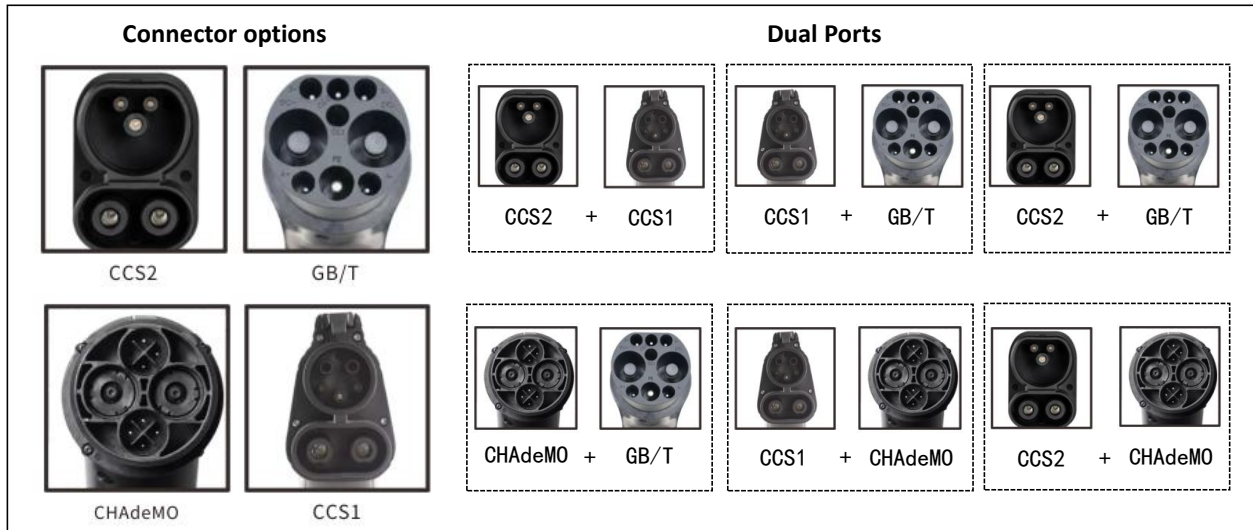 Connector options
CCS2
GB/T
CHAdeMO
CCS1
Dual Ports
CCS2 + CCS1
CCS1 + GB/T
CCS2 + GB/T
CHAdeMO + GB/T
CCS1 + CHAdeMO
CCS2 + CHAdeMO